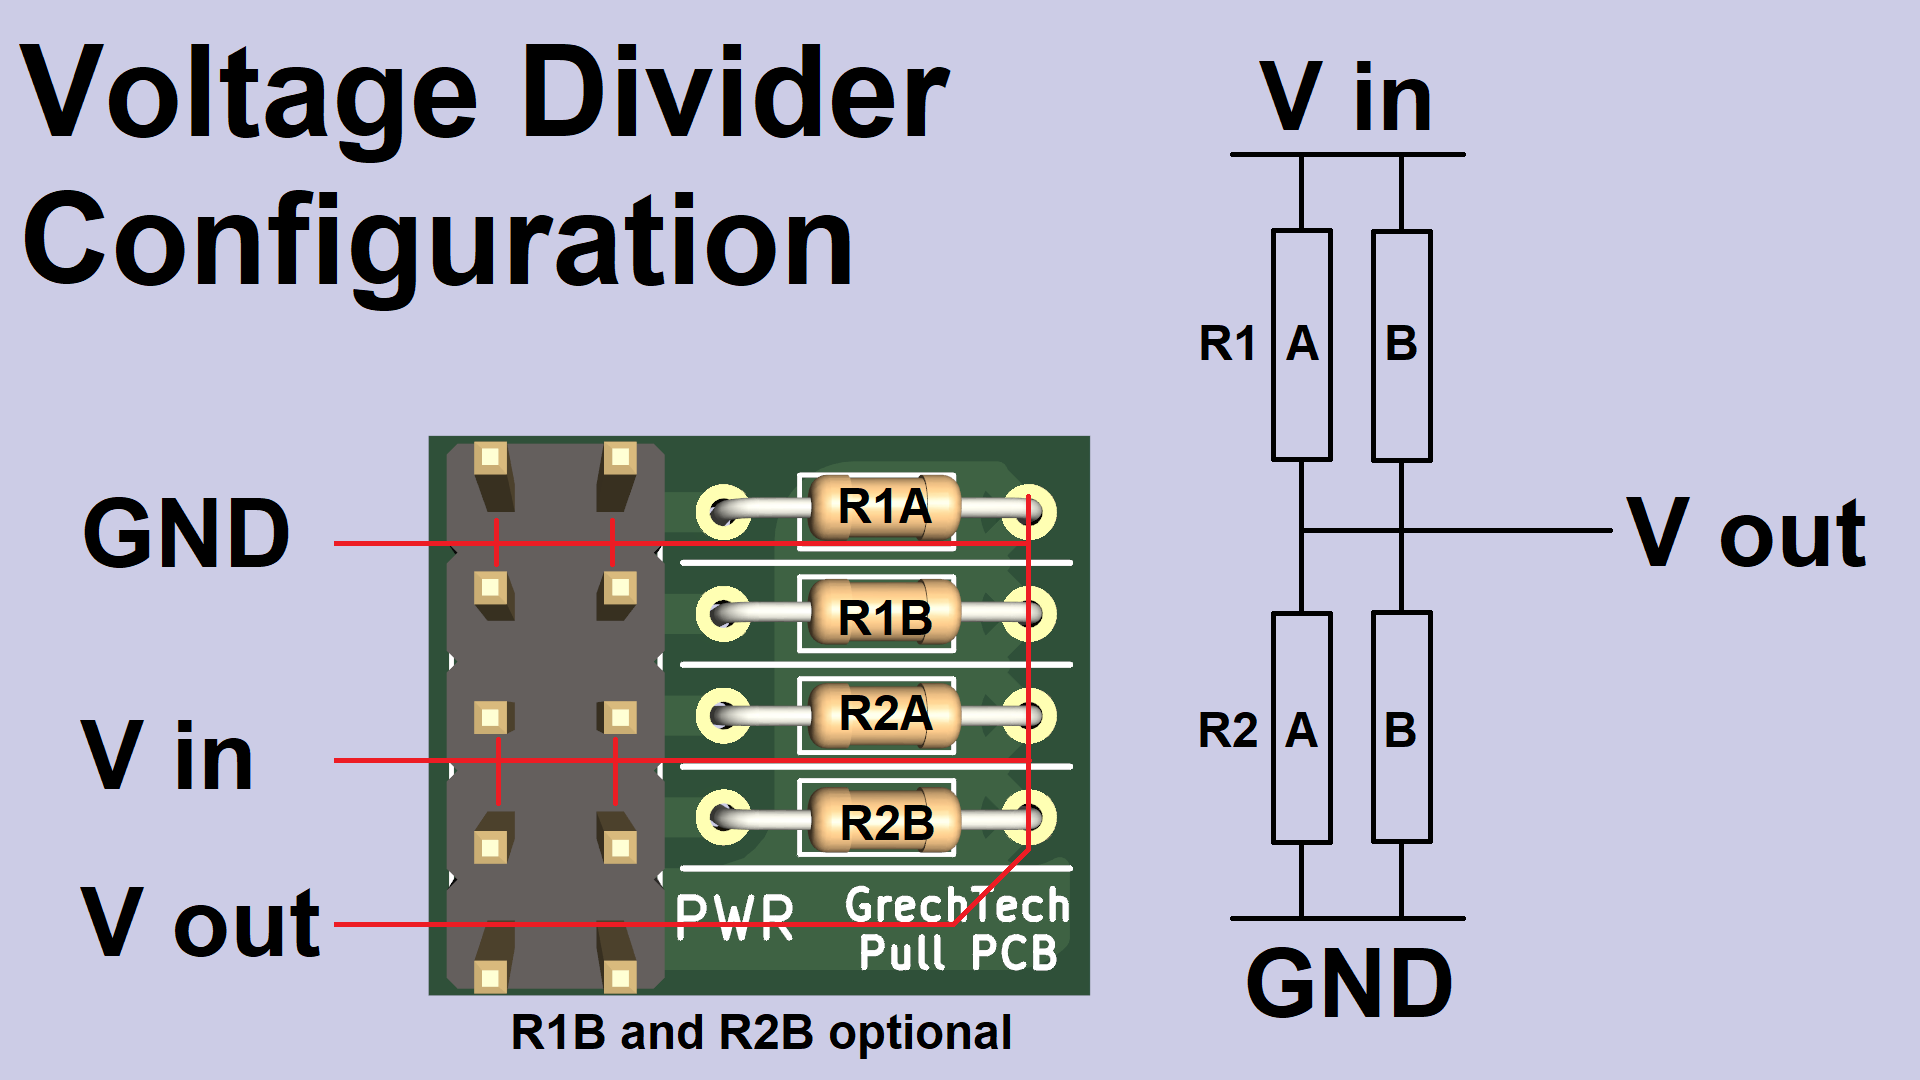 Voltage Divider
Configuration
GND
V in
V out
R1A
R1B
R2A
R2B
PWR
GrechTech
Pull PCB
R1B and R2B optional
V in
R1 A B
V out
R2 A B
GND